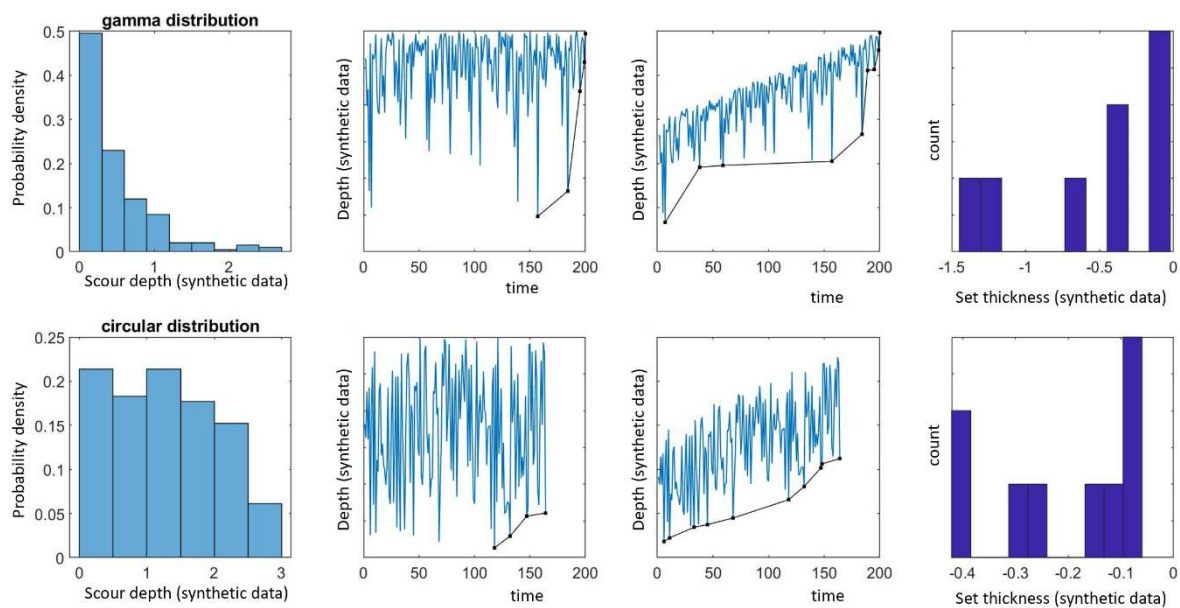 gamma distribution
0.5
0.4
0.3
0.2
0.1
0
Probability density
0 1 2
Scour depth (synthetic data)
Depth (synthetic data)
0 50 100 150 200
time
Depth (synthetic data)
0 50 100 150 200
time
count
-1.5 -1 -0.5 0
Set thickness (synthetic data)
circular distribution
0.25
0.2
0.15
0.1
0.05
0
Probability density
0 1 2 3
Scour depth (synthetic data)
Depth (synthetic data)
0 50 100 150 200
time
Depth (synthetic data)
0 50 100 150 200
time
count
-0.4 -0.3 -0.2 -0.1 0
Set thickness (synthetic data)